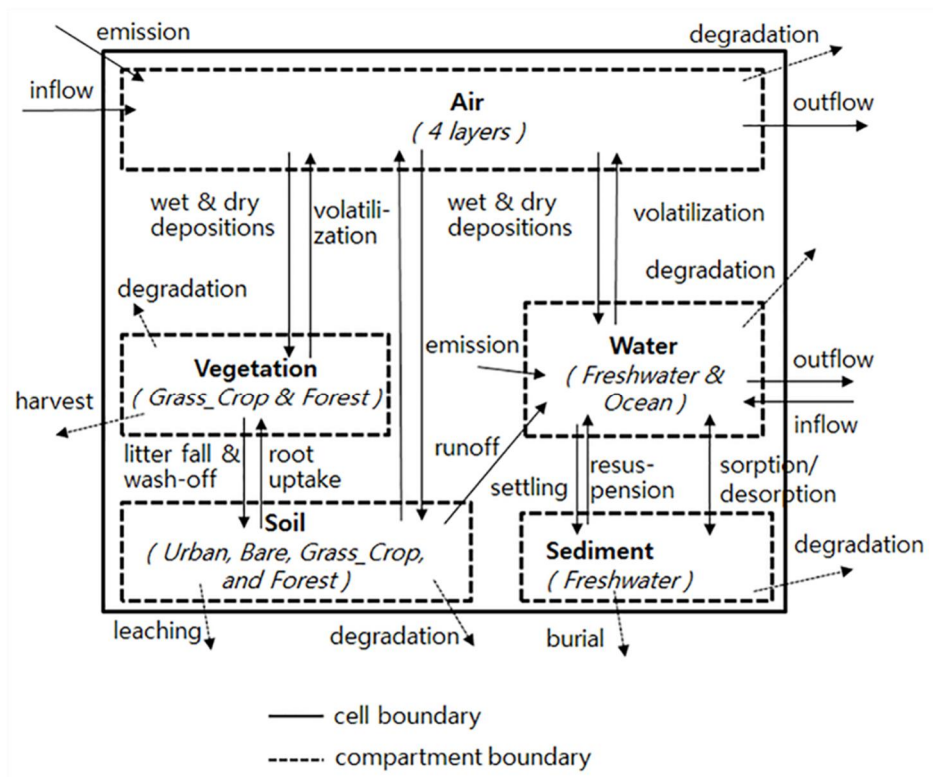 emission
degradation
inflow
Air
( 4 layers )
outflow
wet & dry
depositions
volatili-
zation
wet & dry
depositions
volatilization
degradation
degradation
emission
Vegetation
( Grass_Crop & Forest )
Water
( Freshwater &
Ocean )
outflow
inflow
harvest
litter fall &
wash-off
root
uptake
runoff
settling
resus-
pension
sorption/
desorption
Soil
( Urban, Bare, Grass_Crop,
and Forest )
Sediment
( Freshwater )
degradation
leaching
degradation
burial
cell boundary
compartment boundary